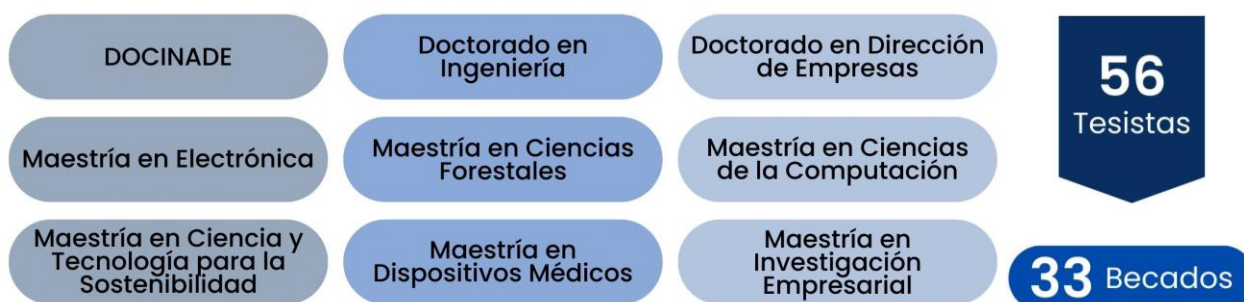 DOCINADE
Doctorado en
Ingeniería
Doctorado en Dirección
de Empresas
Maestría en Electrónica
Maestría en Ciencias
Forestales
Maestría en Ciencias
de la Computación
Maestría en Ciencia y
Tecnología para la
Sostenibilidad
Maestría en
Dispositivos Médicos
Maestría en
Investigación
Empresarial
56
Tesistas
33 Becados